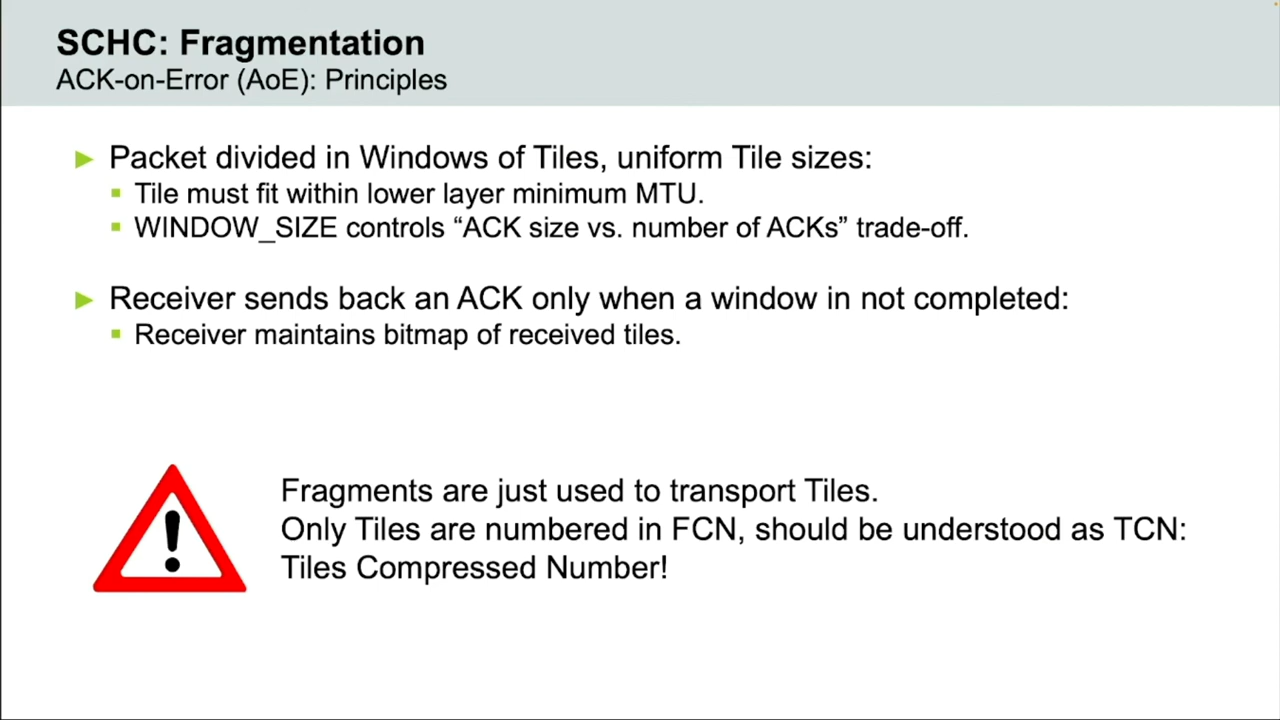 SCHC: Fragmentation
ACK-on-Error (AoE): Principles
Packet divided in Windows of Tiles, uniform Tile sizes:
Tile must fit within lower layer minimum MTU.
WINDOW_SIZE controls “ACK size vs. number of ACKs” trade-off.
Receiver sends back an ACK only when a window in not completed:
Receiver maintains bitmap of received tiles.
Fragments are just used to transport Tiles.
Only Tiles are numbered in FCN, should be understood as TCN:
Tiles Compressed Number!